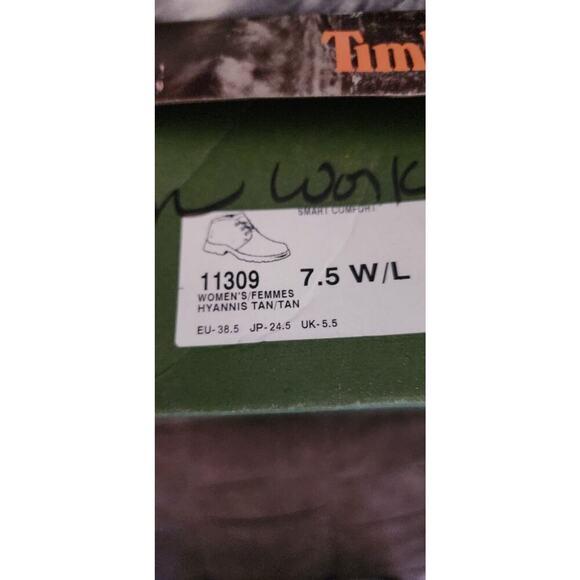 Tim
work
SMART COMFORT™
11309 7.5 W/L
WOMEN'S/FEMMES
HYANNIS TAN/TAN
EU-38.5 JP-24.5 UK-5.5